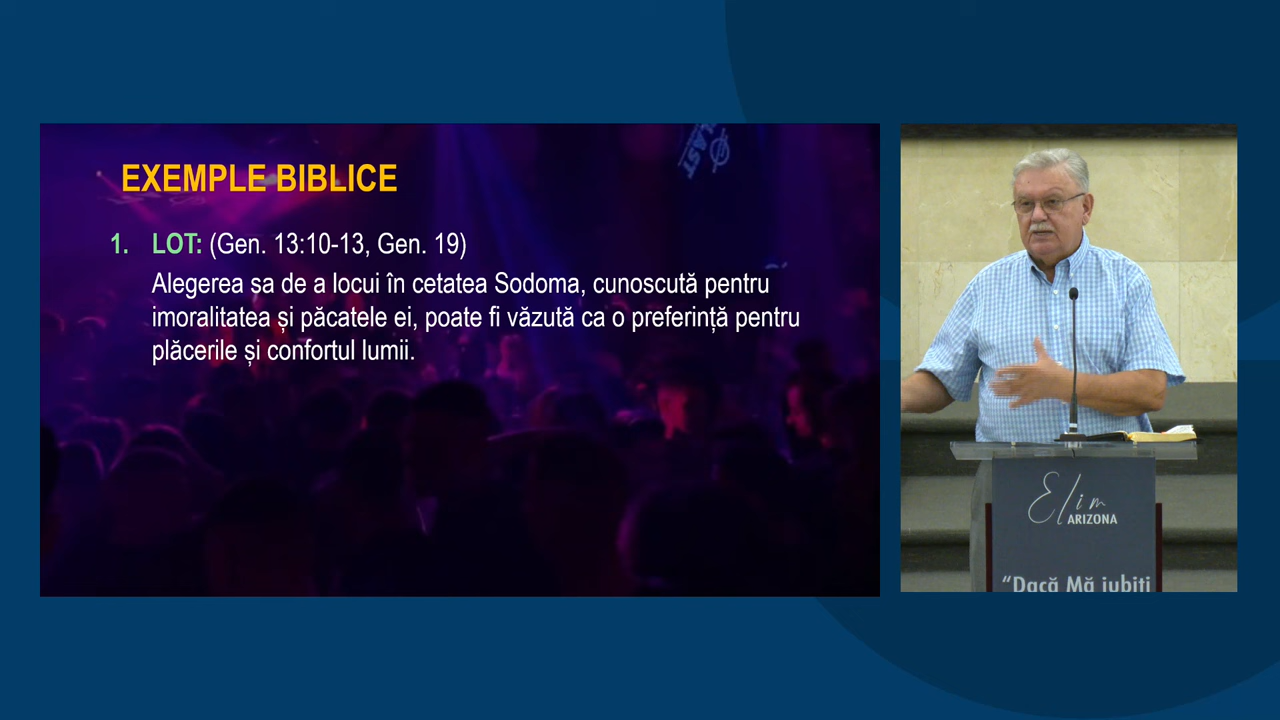 EXEMPLE BIBLICE
1. LOT: (Gen. 13:10-13, Gen. 19)
Alegerea sa de a locui în cetatea Sodoma, cunoscută pentru
imoralitatea și păcatele ei, poate fi văzută ca o preferință pentru
plăcerile și confortul lumii.
Elim
ARIZONA
“Dacă Mă iubiți